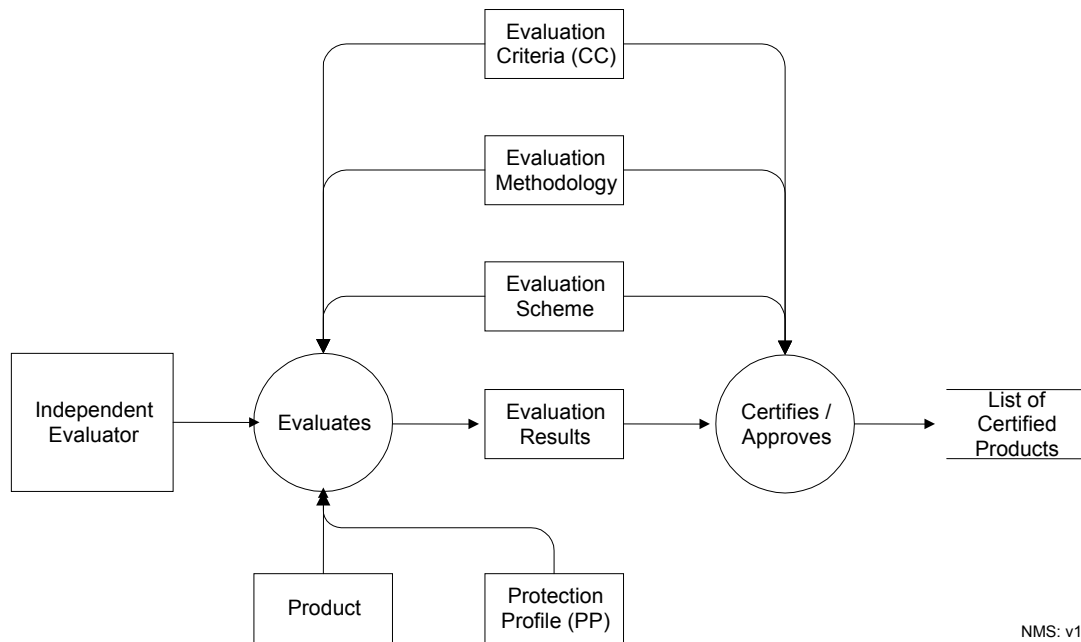 Evaluation
Criteria (CC)
Evaluation
Methodology
Evaluation
Scheme
Independent
Evaluator
Evaluates
Evaluation
Results
Certifies /
Approves
List of
Certified
Products
Product
Protection
Profile (PP)
NMS: v1